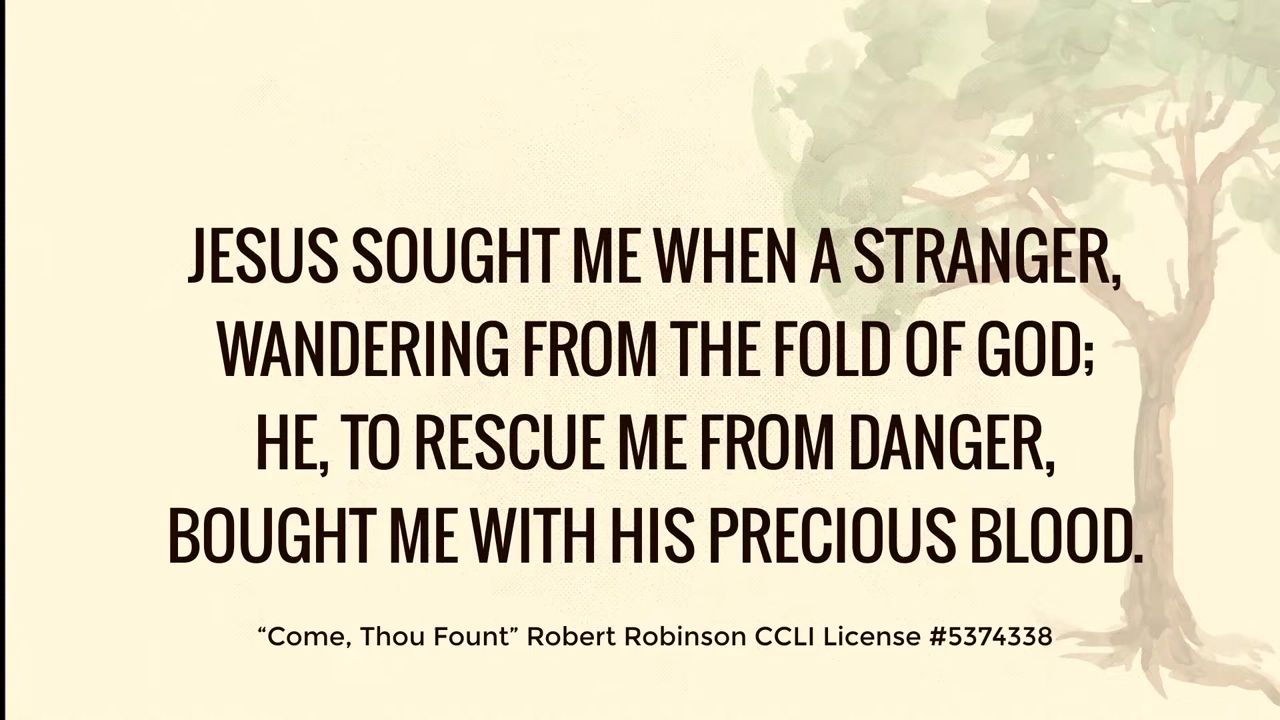 JESUS SOUGHT ME WHEN A STRANGER,
WANDERING FROM THE FOLD OF GOD;
HE, TO RESCUE ME FROM DANGER,
BOUGHT ME WITH HIS PRECIOUS BLOOD.
“Come, Thou Fount” Robert Robinson CCLI License #5374338